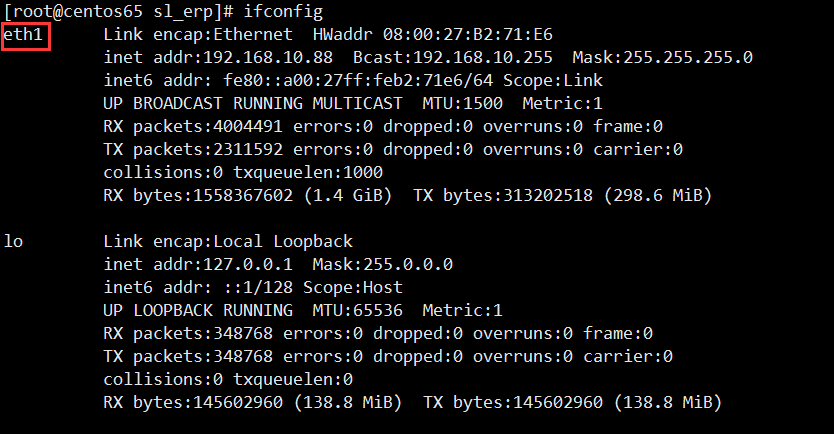 [root@centos65 sl_erp]# ifconfig
eth1 Link encap:Ethernet HWaddr 08:00:27:B2:71:E6
inet addr:192.168.10.88 Bcast:192.168.10.255 Mask:255.255.255.0
inet6 addr: fe80::a00:27ff:feb2:71e6/64 Scope:Link
UP BROADCAST RUNNING MULTICAST MTU:1500 Metric:1
RX packets:4004491 errors:0 dropped:0 overruns:0 frame:0
TX packets:2311592 errors:0 dropped:0 overruns:0 carrier:0
collisions:0 txqueuelen:1000
RX bytes:1558367602 (1.4 GiB) TX bytes:313202518 (298.6 MiB)
lo Link encap:Local Loopback
inet addr:127.0.0.1 Mask:255.0.0.0
inet6 addr: ::1/128 Scope:Host
UP LOOPBACK RUNNING MTU:65536 Metric:1
RX packets:348768 errors:0 dropped:0 overruns:0 frame:0
TX packets:348768 errors:0 dropped:0 overruns:0 carrier:0
collisions:0 txqueuelen:0
RX bytes:145602960 (138.8 MiB) TX bytes:145602960 (138.8 MiB)